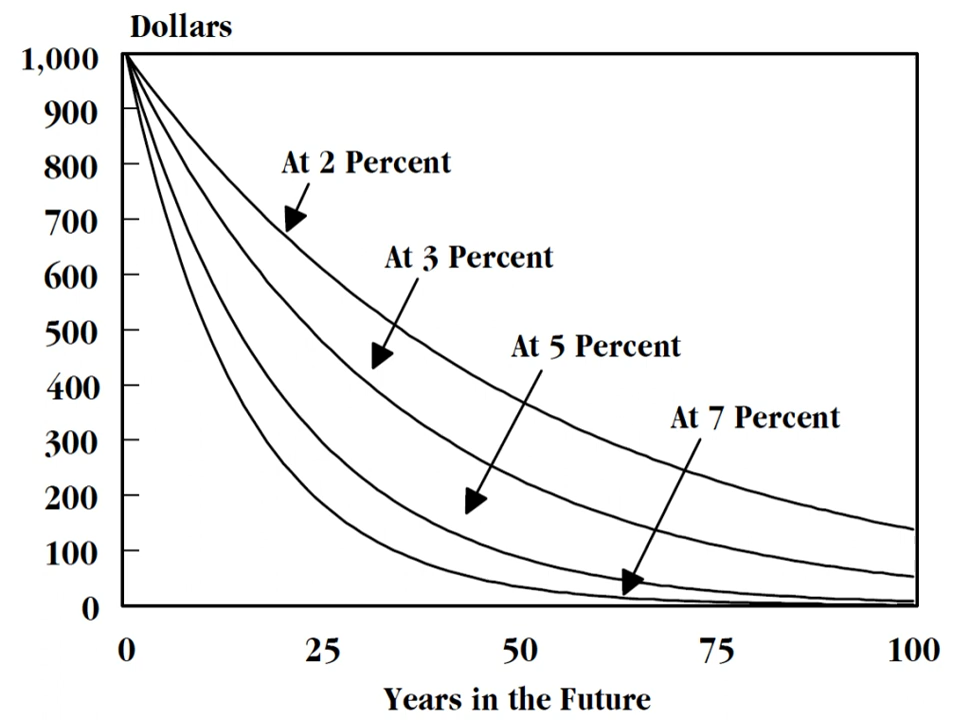 Dollars
1,000
900
800
700
600
500
400
300
200
100
0
At 2 Percent
At 3 Percent
At 5 Percent
At 7 Percent
0 25 50 75 100
Years in the Future